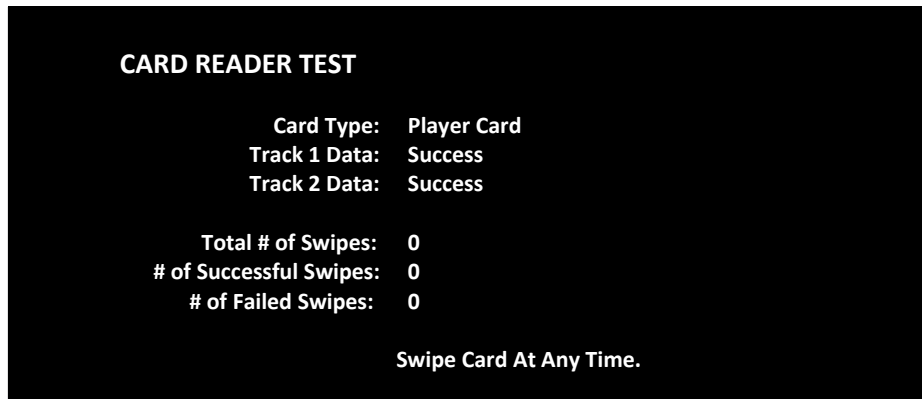 CARD READER TEST
Card Type: Player Card
Track 1 Data: Success
Track 2 Data: Success
Total # of Swipes: 0
# of Successful Swipes: 0
# of Failed Swipes: 0
Swipe Card At Any Time.